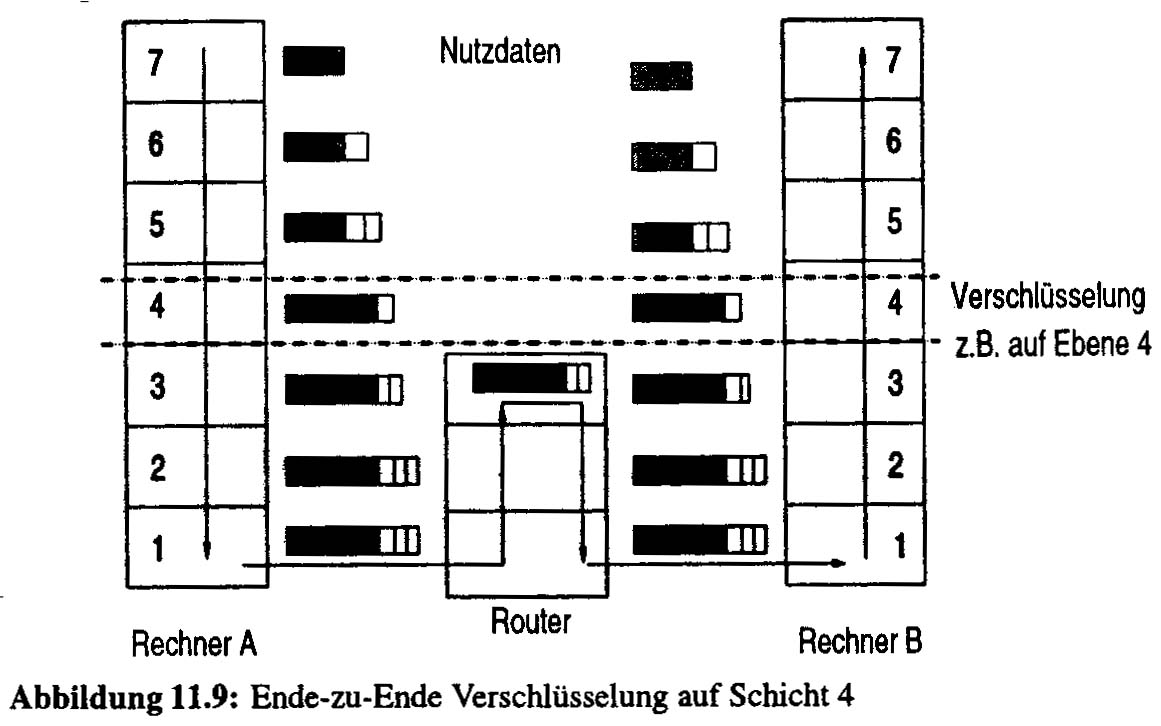 Nutzdaten
7
6
5
4
3
2
1
7
6
5
4
3
2
1
Verschlüsselung
z.B. auf Ebene 4
Rechner A
Router
Rechner B
Abbildung 11.9: Ende-zu-Ende Verschlüsselung auf Schicht 4